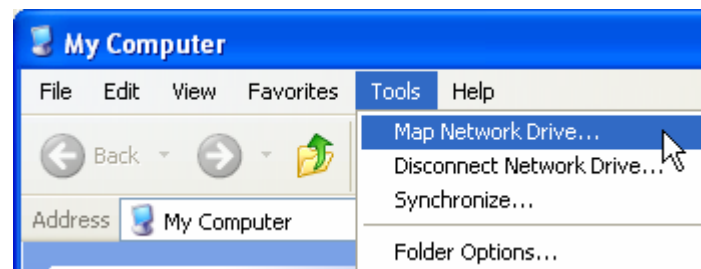 My Computer
File Edit View Favorites Tools Help
Map Network Drive...
Back
Disconnect Network Drive...
Synchronize...
Address My Computer
Folder Options...